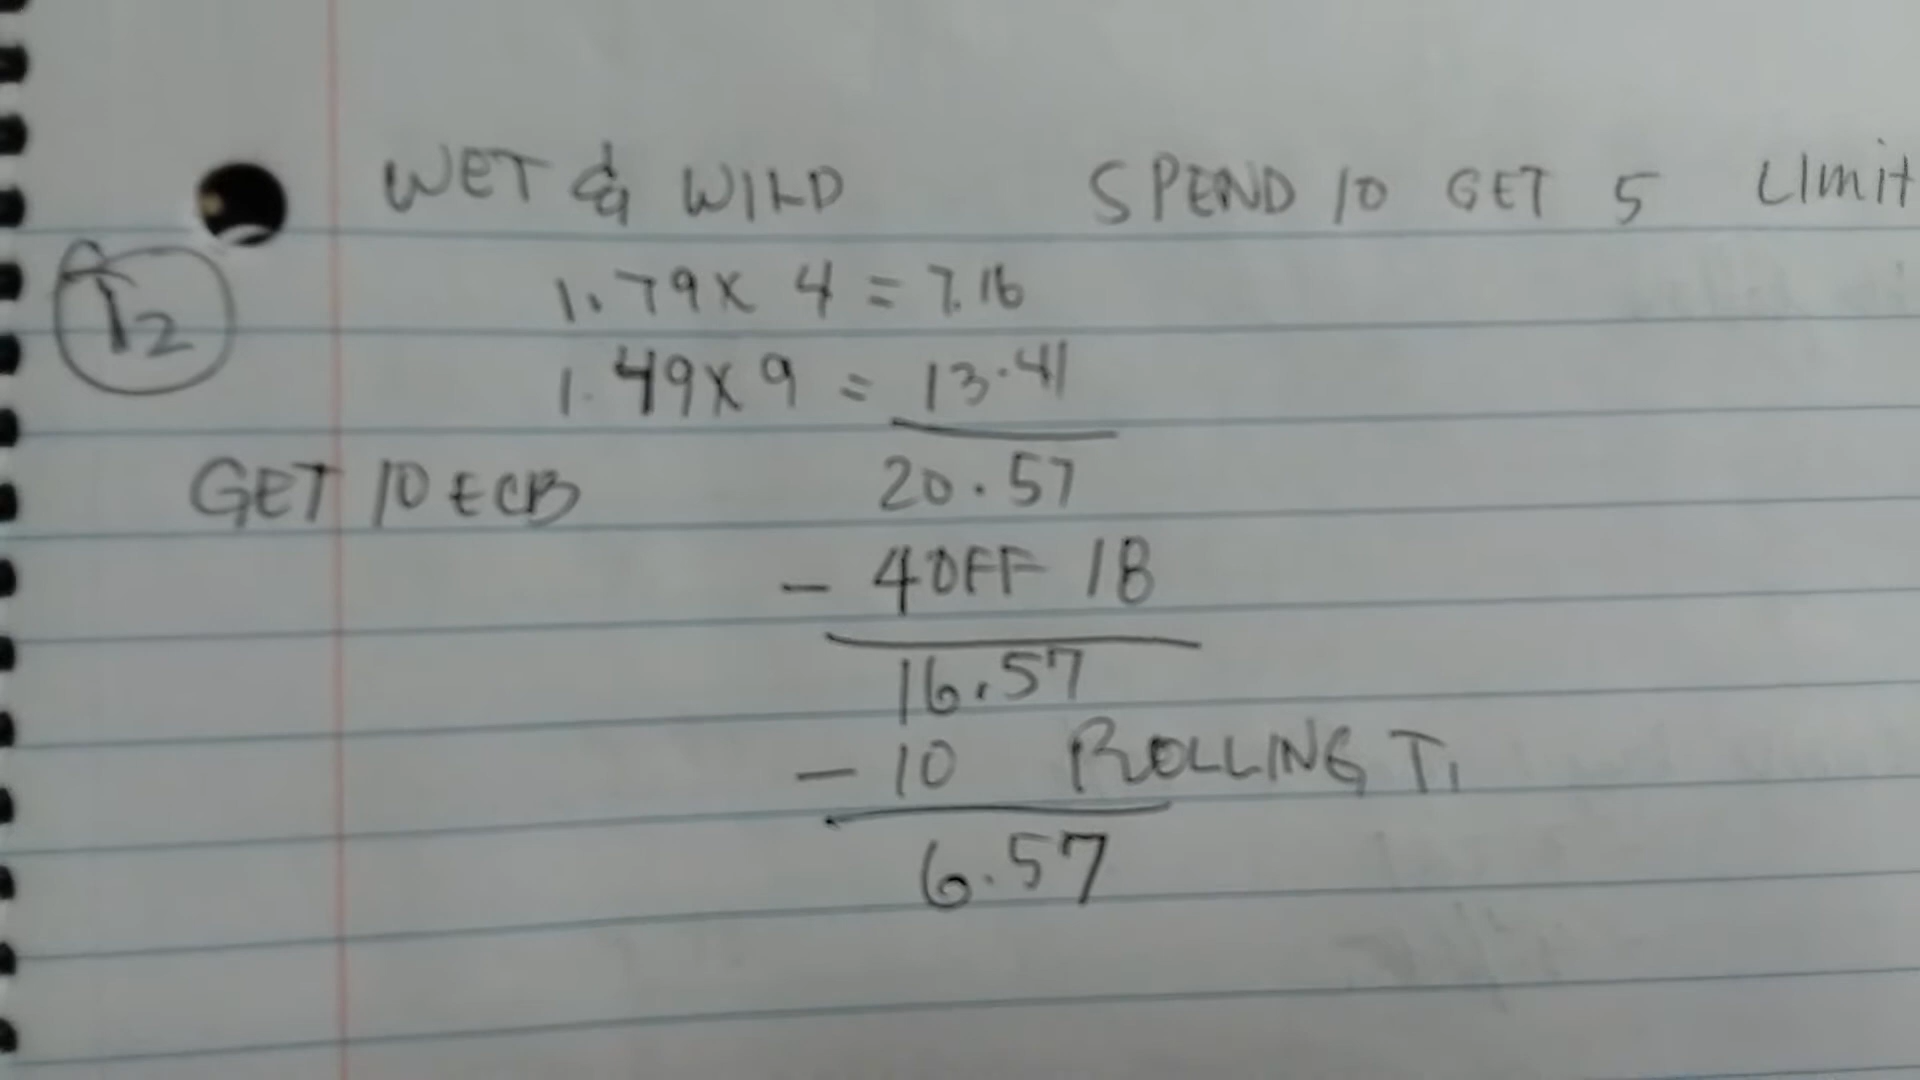 WET & WILD SPEND 10 GET 5 LIMIT
T2
1.79 X 4 = 7.16
1.49 X 9 = 13.41
GET 10 ECB 20.57
- 4 OFF 18
16.57
- 10 ROLLING T1
6.57